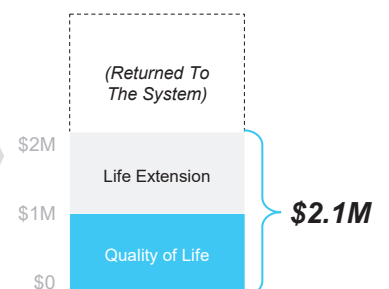 (Returned To
The System)
$2M
Life Extension
$1M
$2.1M
Quality of Life
$0